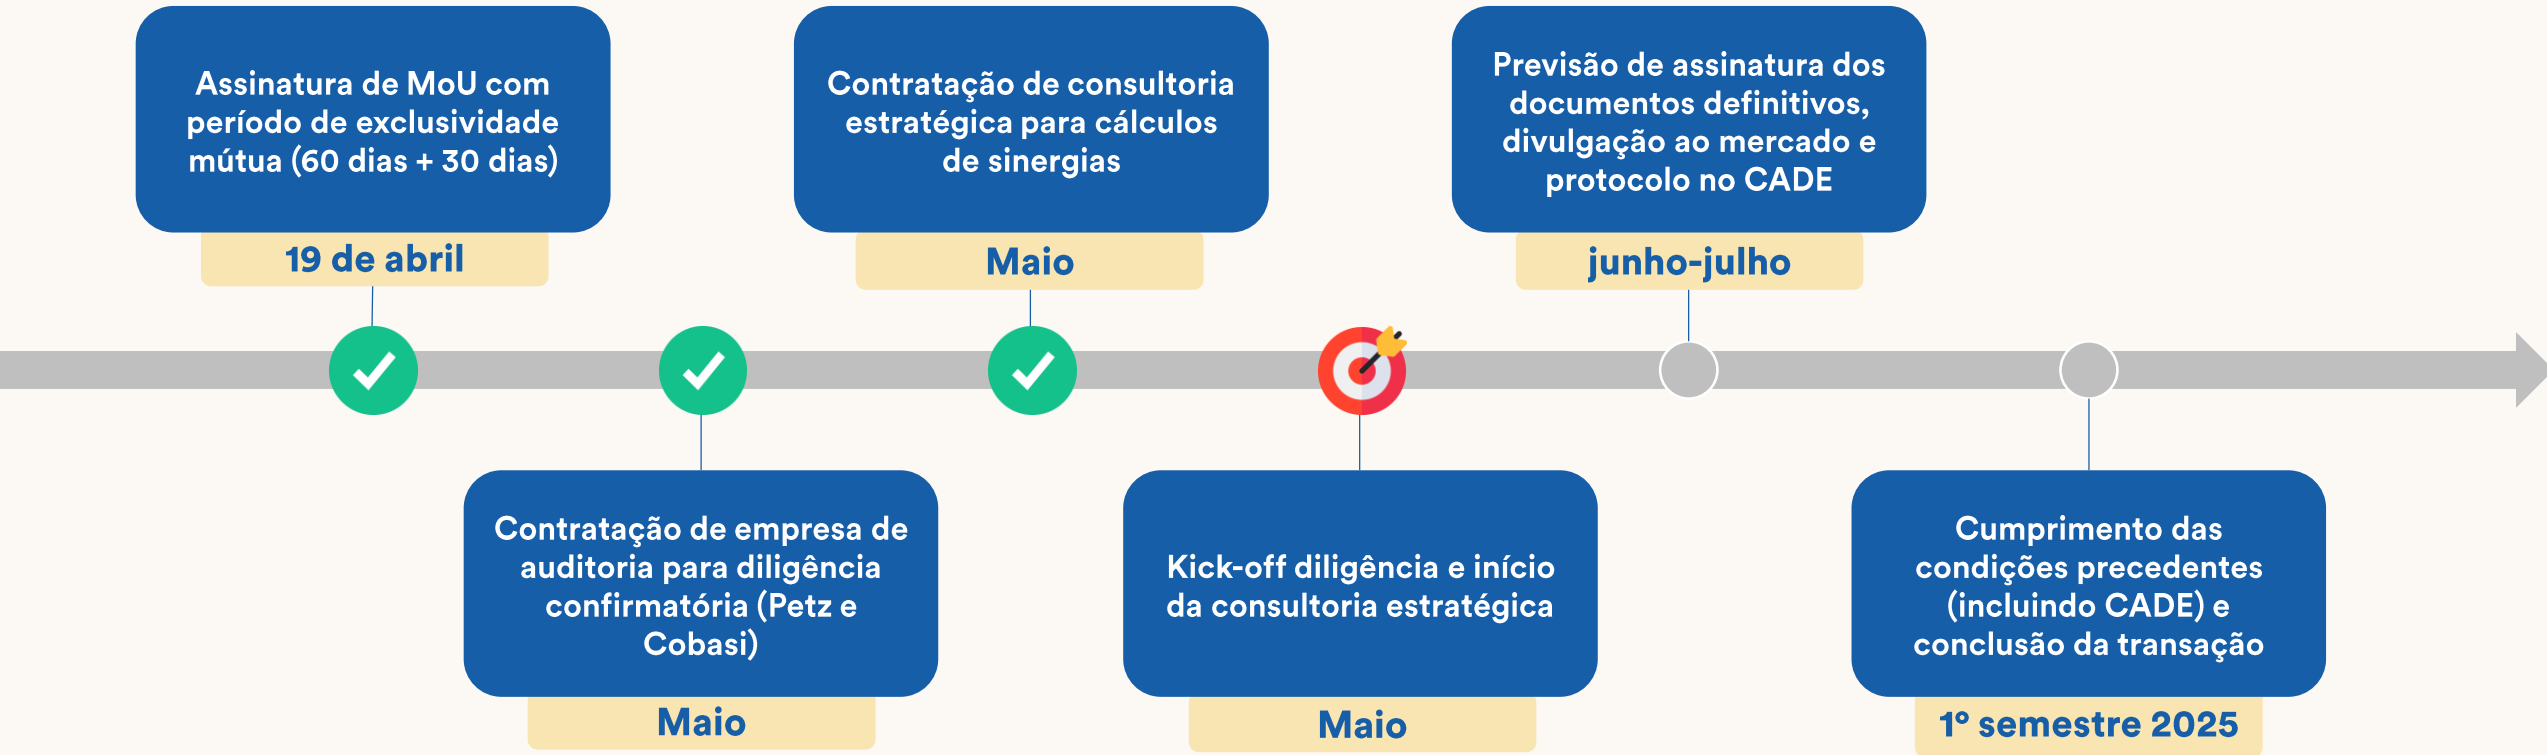 Assinatura de MoU com
período de exclusividade
mútua (60 dias + 30 dias)
19 de abril
Contratação de empresa de
auditoria para diligência
confirmatória (Petz e
Cobasi)
Maio
Contratação de consultoria
estratégica para cálculos
de sinergias
Maio
Kick-off diligência e início
da consultoria estratégica
Maio
Previsão de assinatura dos
documentos definitivos,
divulgação ao mercado e
protocolo no CADE
junho-julho
Cumprimento das
condições precedentes
(incluindo CADE) e
conclusão da transação
1º semestre 2025